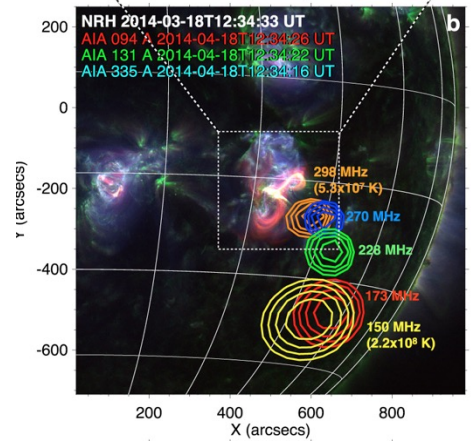 b
NRH 2014-03-18T12:34:33 UT
AIA 094 A 2014-04-18T12:34:26 UT
AIA 131 A 2014-04-18T12:34:22 UT
AIA 335 A 2014-04-18T12:34:16 UT
200
0
-200
-400
-600
Y (arcsecs)
298 MHz
(5.3x10⁷ K)
270 MHz
228 MHz
173 MHz
150 MHz
(2.2x10⁸ K)
200 400 600 800
X (arcsecs)